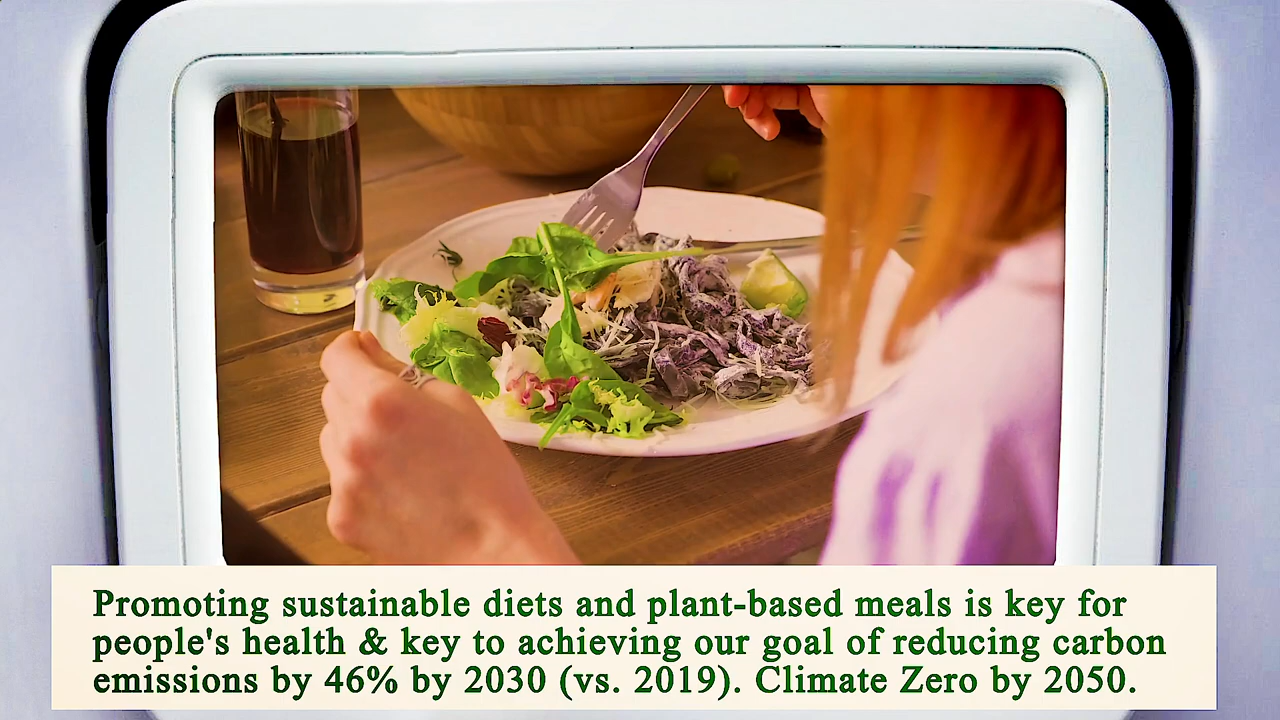 Promoting sustainable diets and plant-based meals is key for
people's health & key to achieving our goal of reducing carbon
emissions by 46% by 2030 (vs. 2019). Climate Zero by 2050.